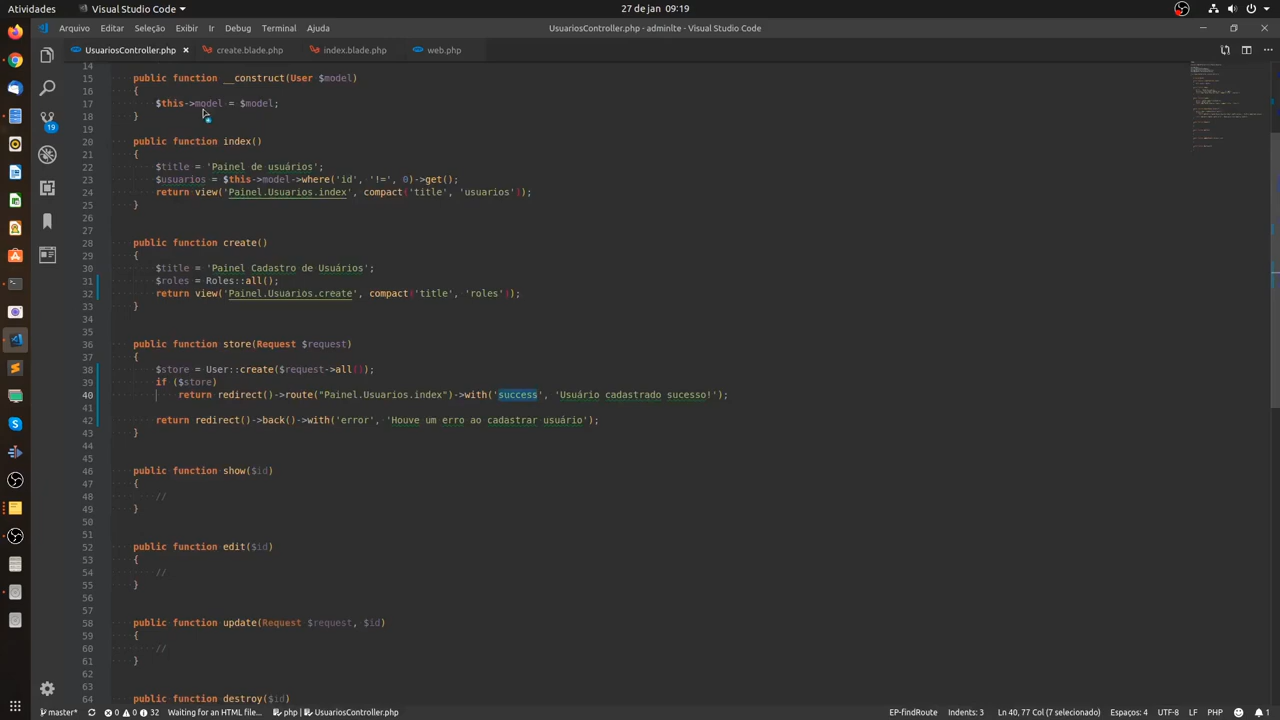 Atividades
Visual Studio Code
27 de jan 09:19
Arquivo Editar Seleção Exibir Ir Debug Terminal Ajuda
UsuariosController.php - adminlte - Visual Studio Code
UsuariosController.php
create.blade.php
index.blade.php
web.php
14
15 public function __construct(User $model)
16 {
17 $this->model = $model;
18 }
19
20 public function index()
21 {
22 $title = 'Painel de usuários';
23 $usuarios = $this->model->where('id', '!=', 0)->get();
24 return view('Painel.Usuarios.index', compact('title', 'usuarios'));
25 }
26
27
28 public function create()
29 {
30 $title = 'Painel Cadastro de Usuários';
31 $roles = Roles::all();
32 return view('Painel.Usuarios.create', compact('title', 'roles'));
33 }
34
35
36 public function store(Request $request)
37 {
38 $store = User::create($request->all());
39 if ($store)
40 return redirect()->route("Painel.Usuarios.index")->with('success', 'Usuário cadastrado sucesso!');
41
42 return redirect()->back()->with('error', 'Houve um erro ao cadastrar usuário');
43 }
44
45
46 public function show($id)
47 {
48 //
49 }
50
51
52 public function edit($id)
53 {
54 //
55 }
56
57
58 public function update(Request $request, $id)
59 {
60 //
61 }
62
63
64 public function destroy($id)
19
master*
0 0 32
Waiting for an HTML file...
php
UsuariosController.php
EP-findRoute
Indents: 3
Ln 40, 77 Col (7 selecionado)
Espaços: 4
UTF-8
LF
PHP
1